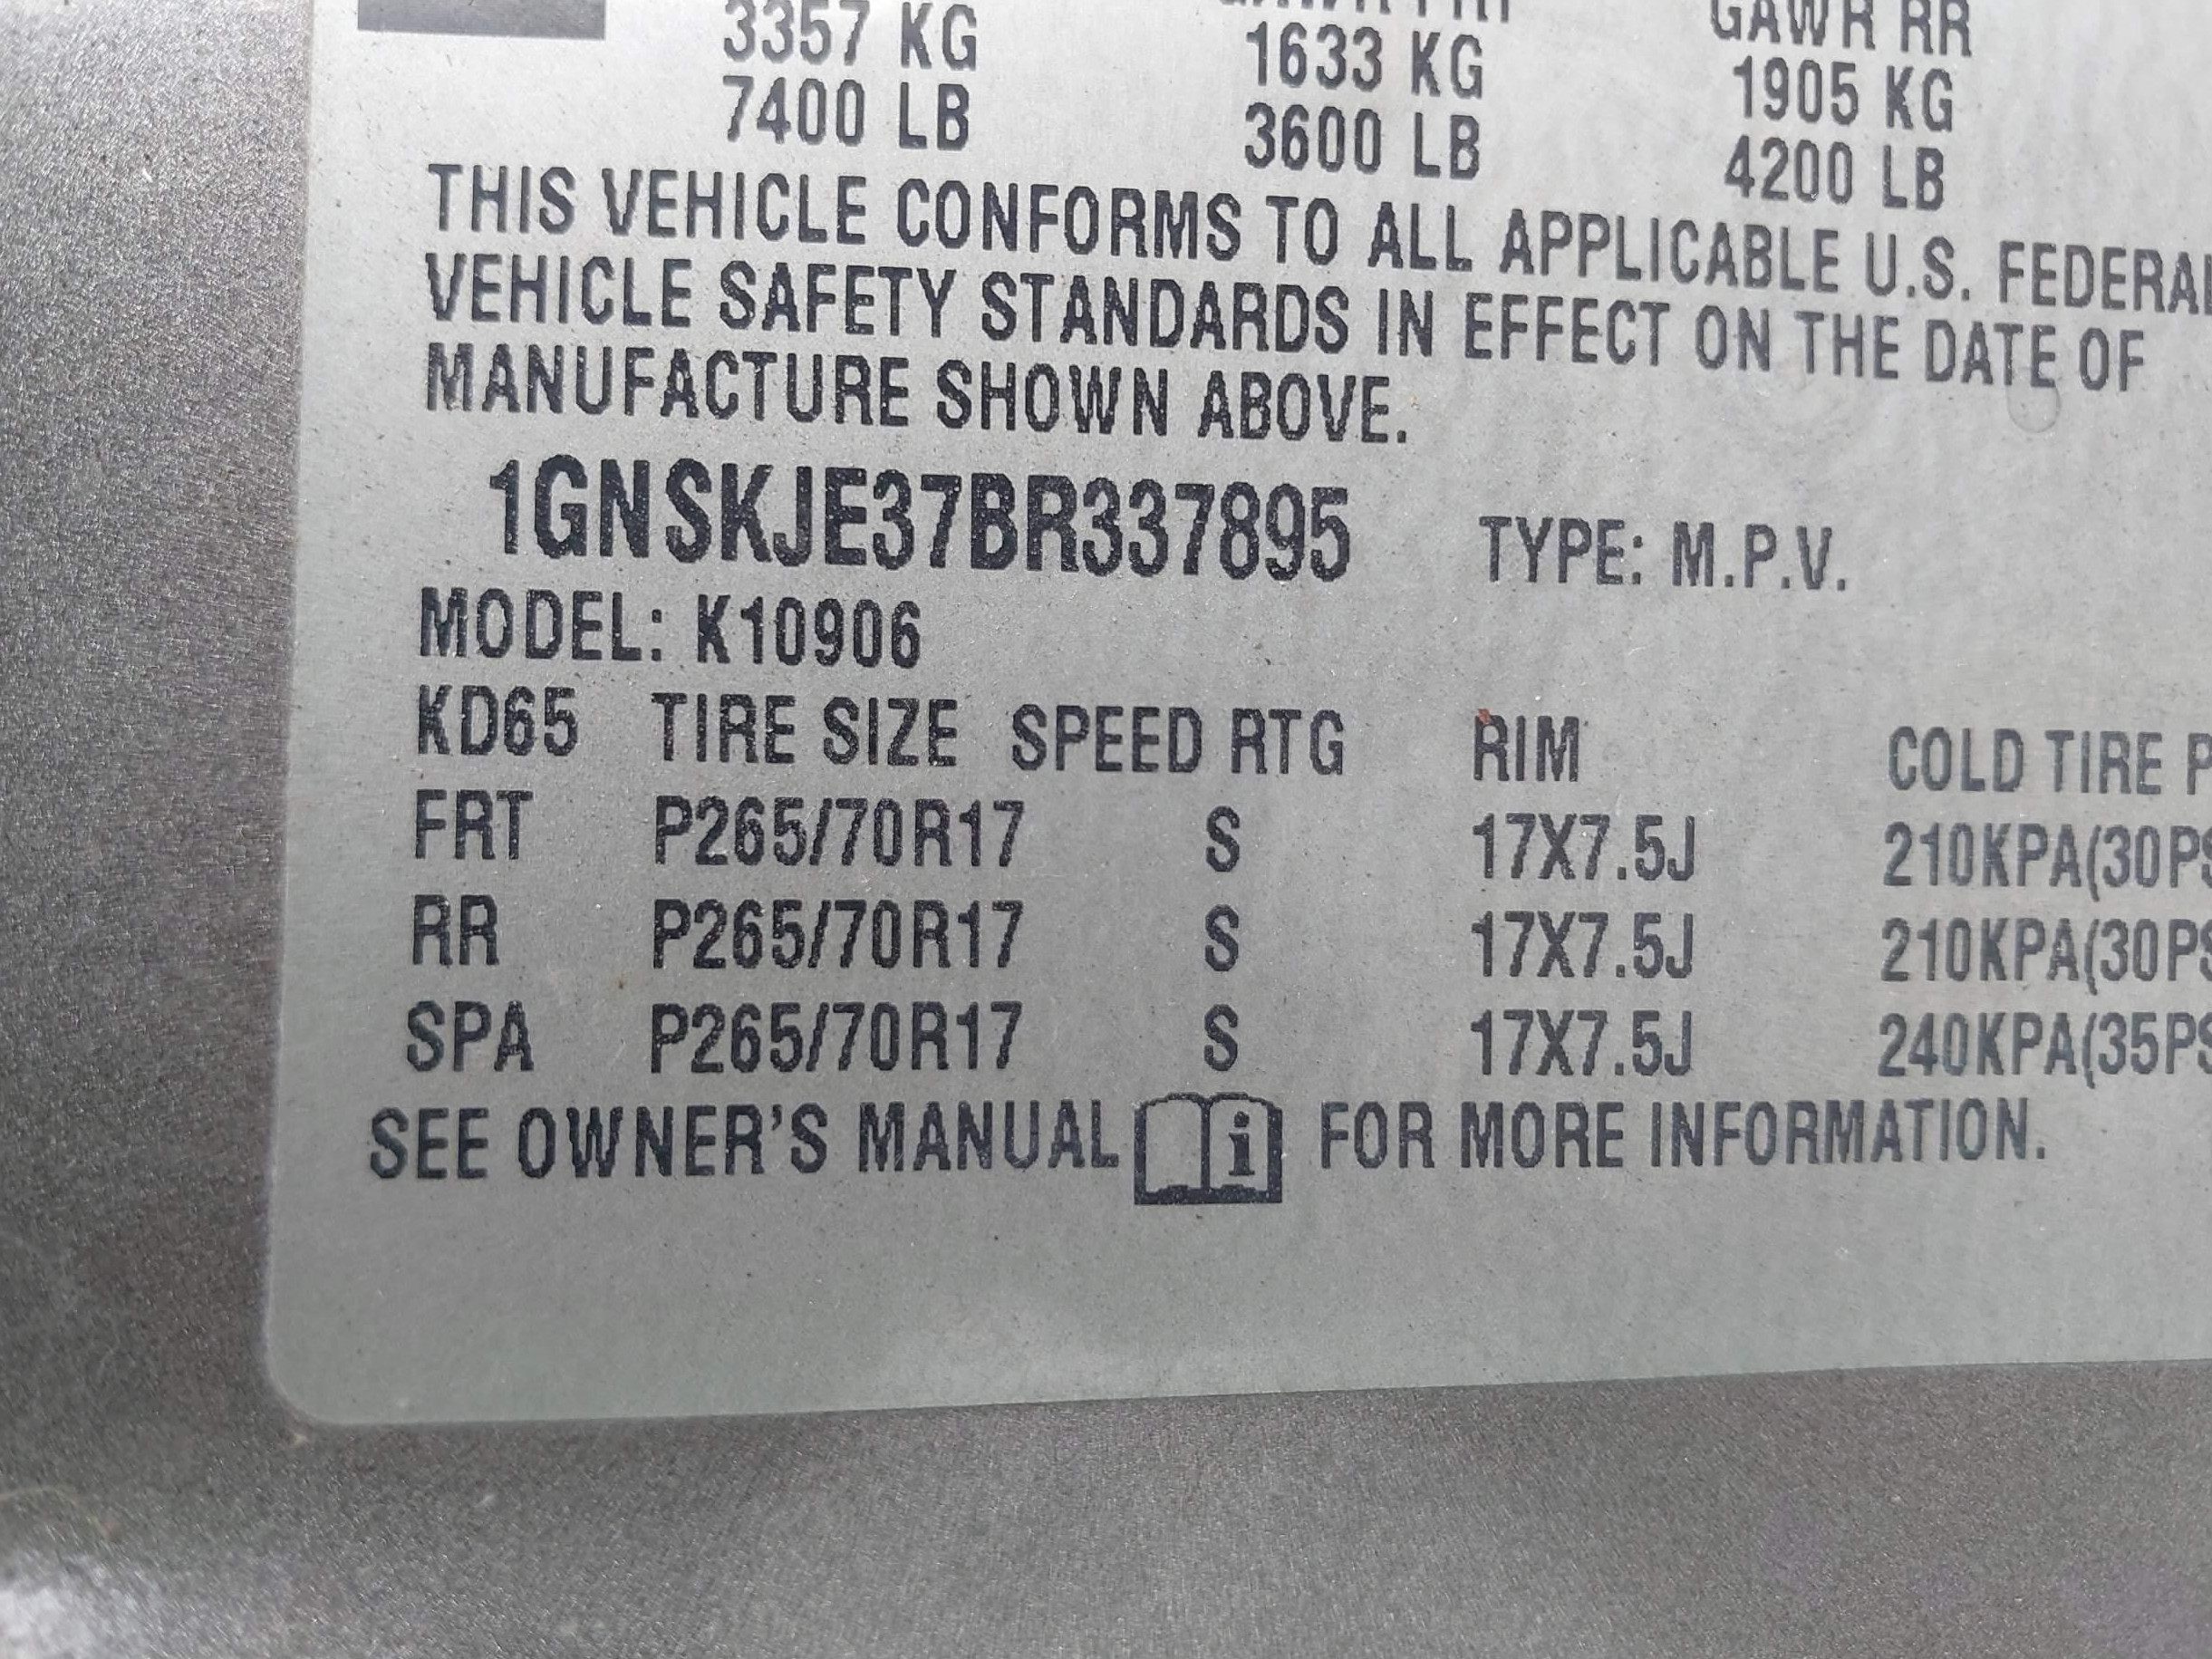 GAWR RR
3357 KG 1633 KG 1905 KG
7400 LB 3600 LB 4200 LB
THIS VEHICLE CONFORMS TO ALL APPLICABLE U.S. FEDERAL
VEHICLE SAFETY STANDARDS IN EFFECT ON THE DATE OF
MANUFACTURE SHOWN ABOVE.
1GNSKJE37BR337895 TYPE: M.P.V.
MODEL: K10906
KD65 TIRE SIZE SPEED RTG RIM COLD TIRE P
FRT P265/70R17 S 17X7.5J 210KPA(30PS
RR P265/70R17 S 17X7.5J 210KPA(30PS
SPA P265/70R17 S 17X7.5J 240KPA(35PS
SEE OWNER'S MANUAL i FOR MORE INFORMATION.